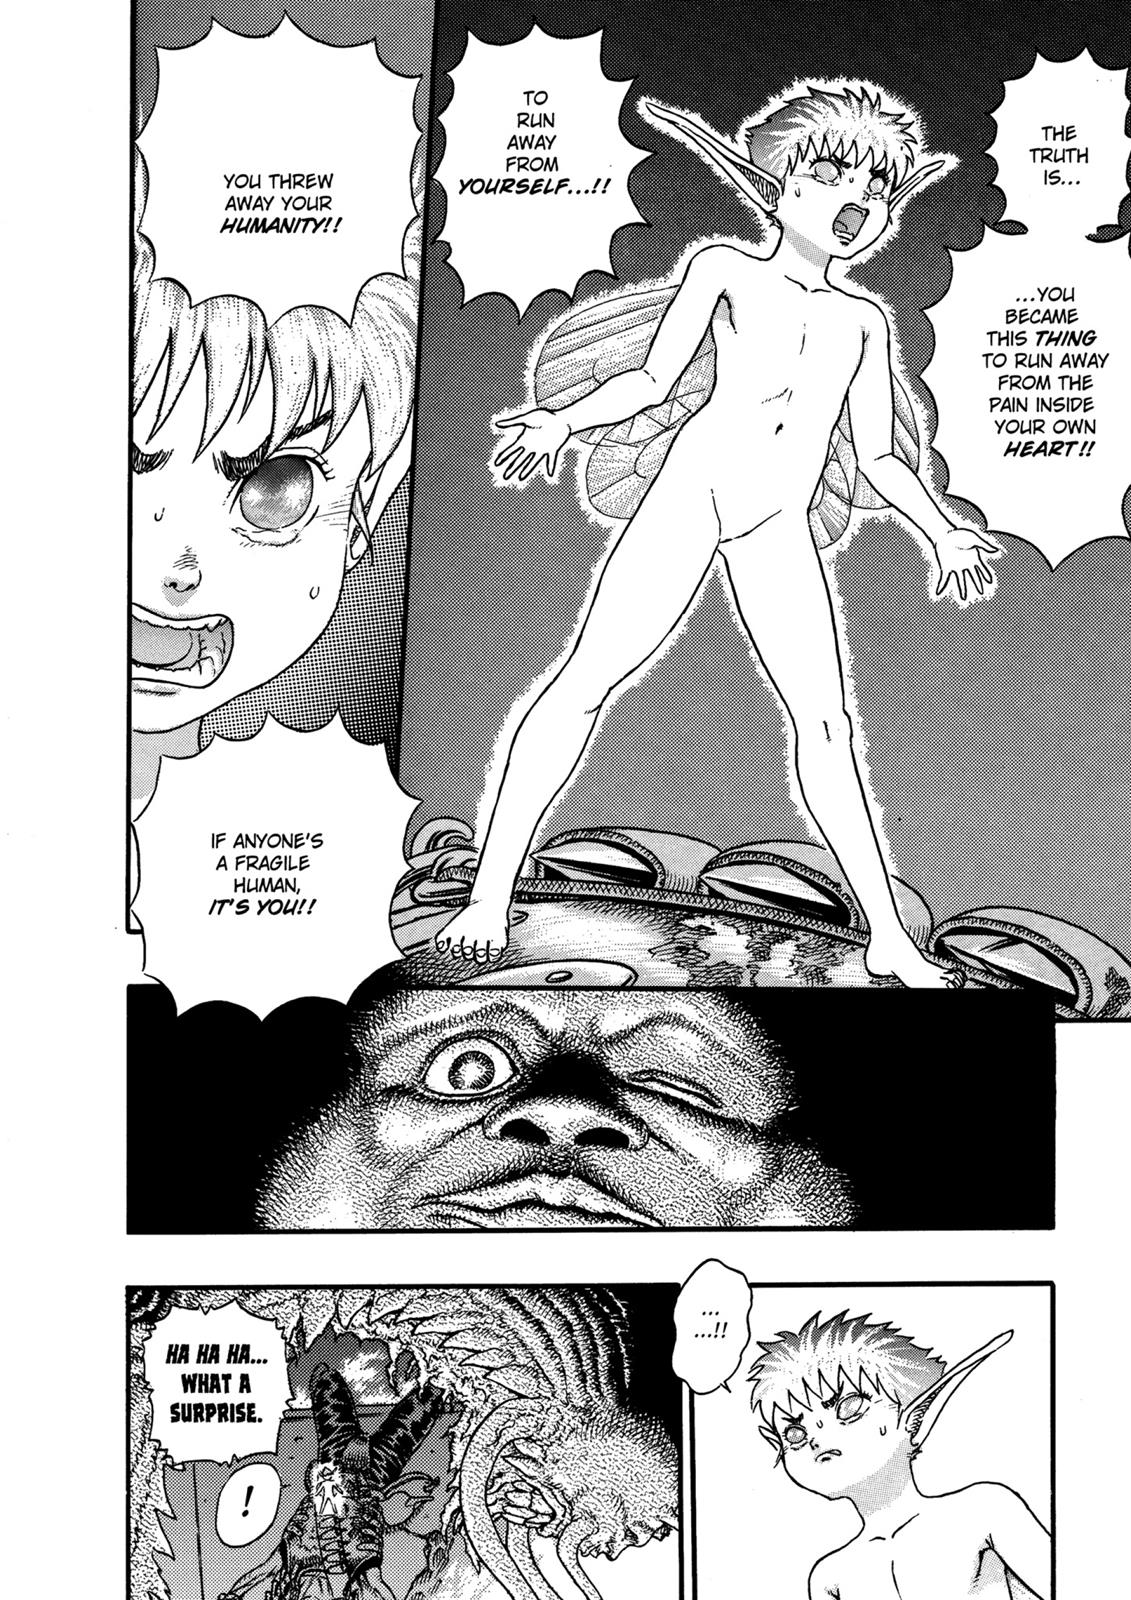 THE
TRUTH
IS...
...YOU
BECAME
THIS THING
TO RUN AWAY
FROM THE
PAIN INSIDE
YOUR OWN
HEART!!
TO
RUN
AWAY
FROM
YOURSELF...!!
YOU THREW
AWAY YOUR
HUMANITY!!
IF ANYONE'S
A FRAGILE
HUMAN,
IT'S YOU!!
...
...!!
HA HA HA...
WHAT A
SURPRISE.
!